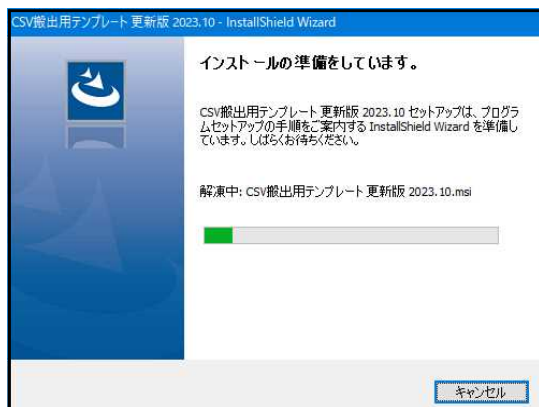 CSV搬出用テンプレート 更新版 2023.10 - InstallShield Wizard
インストールの準備をしています。
CSV搬出用テンプレート 更新版 2023.10 セットアップは、プログラ
ムセットアップの手順をご案内する InstallShield Wizard を準備し
ています。しばらくお待ちください。
解凍中: CSV搬出用テンプレート 更新版 2023.10.msi
キャンセル